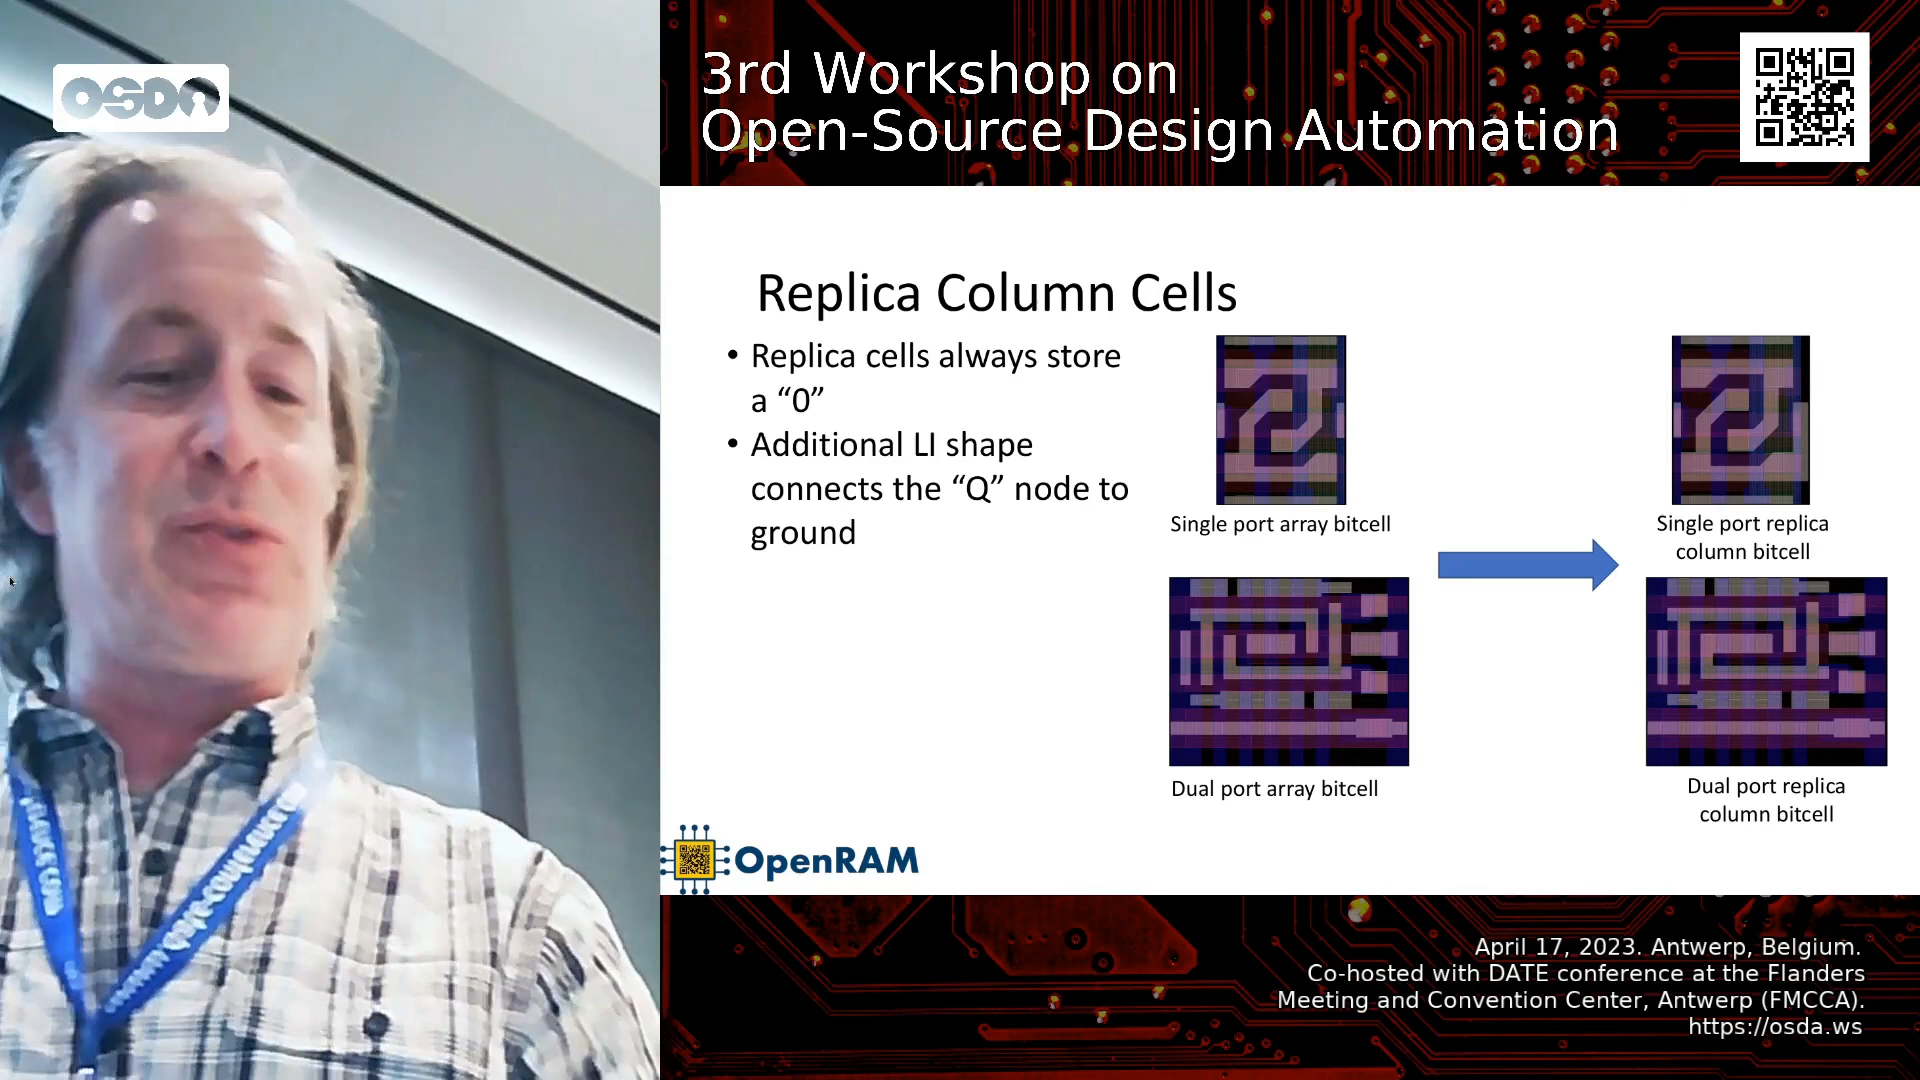 OSDA
3rd Workshop on
Open-Source Design Automation
Replica Column Cells
• Replica cells always store
a “0”
• Additional LI shape
connects the “Q” node to
ground
Single port array bitcell
Single port replica
column bitcell
Dual port array bitcell
Dual port replica
column bitcell
OpenRAM
April 17, 2023. Antwerp, Belgium.
Co-hosted with DATE conference at the Flanders
Meeting and Convention Center, Antwerp (FMCCA).
https://osda.ws